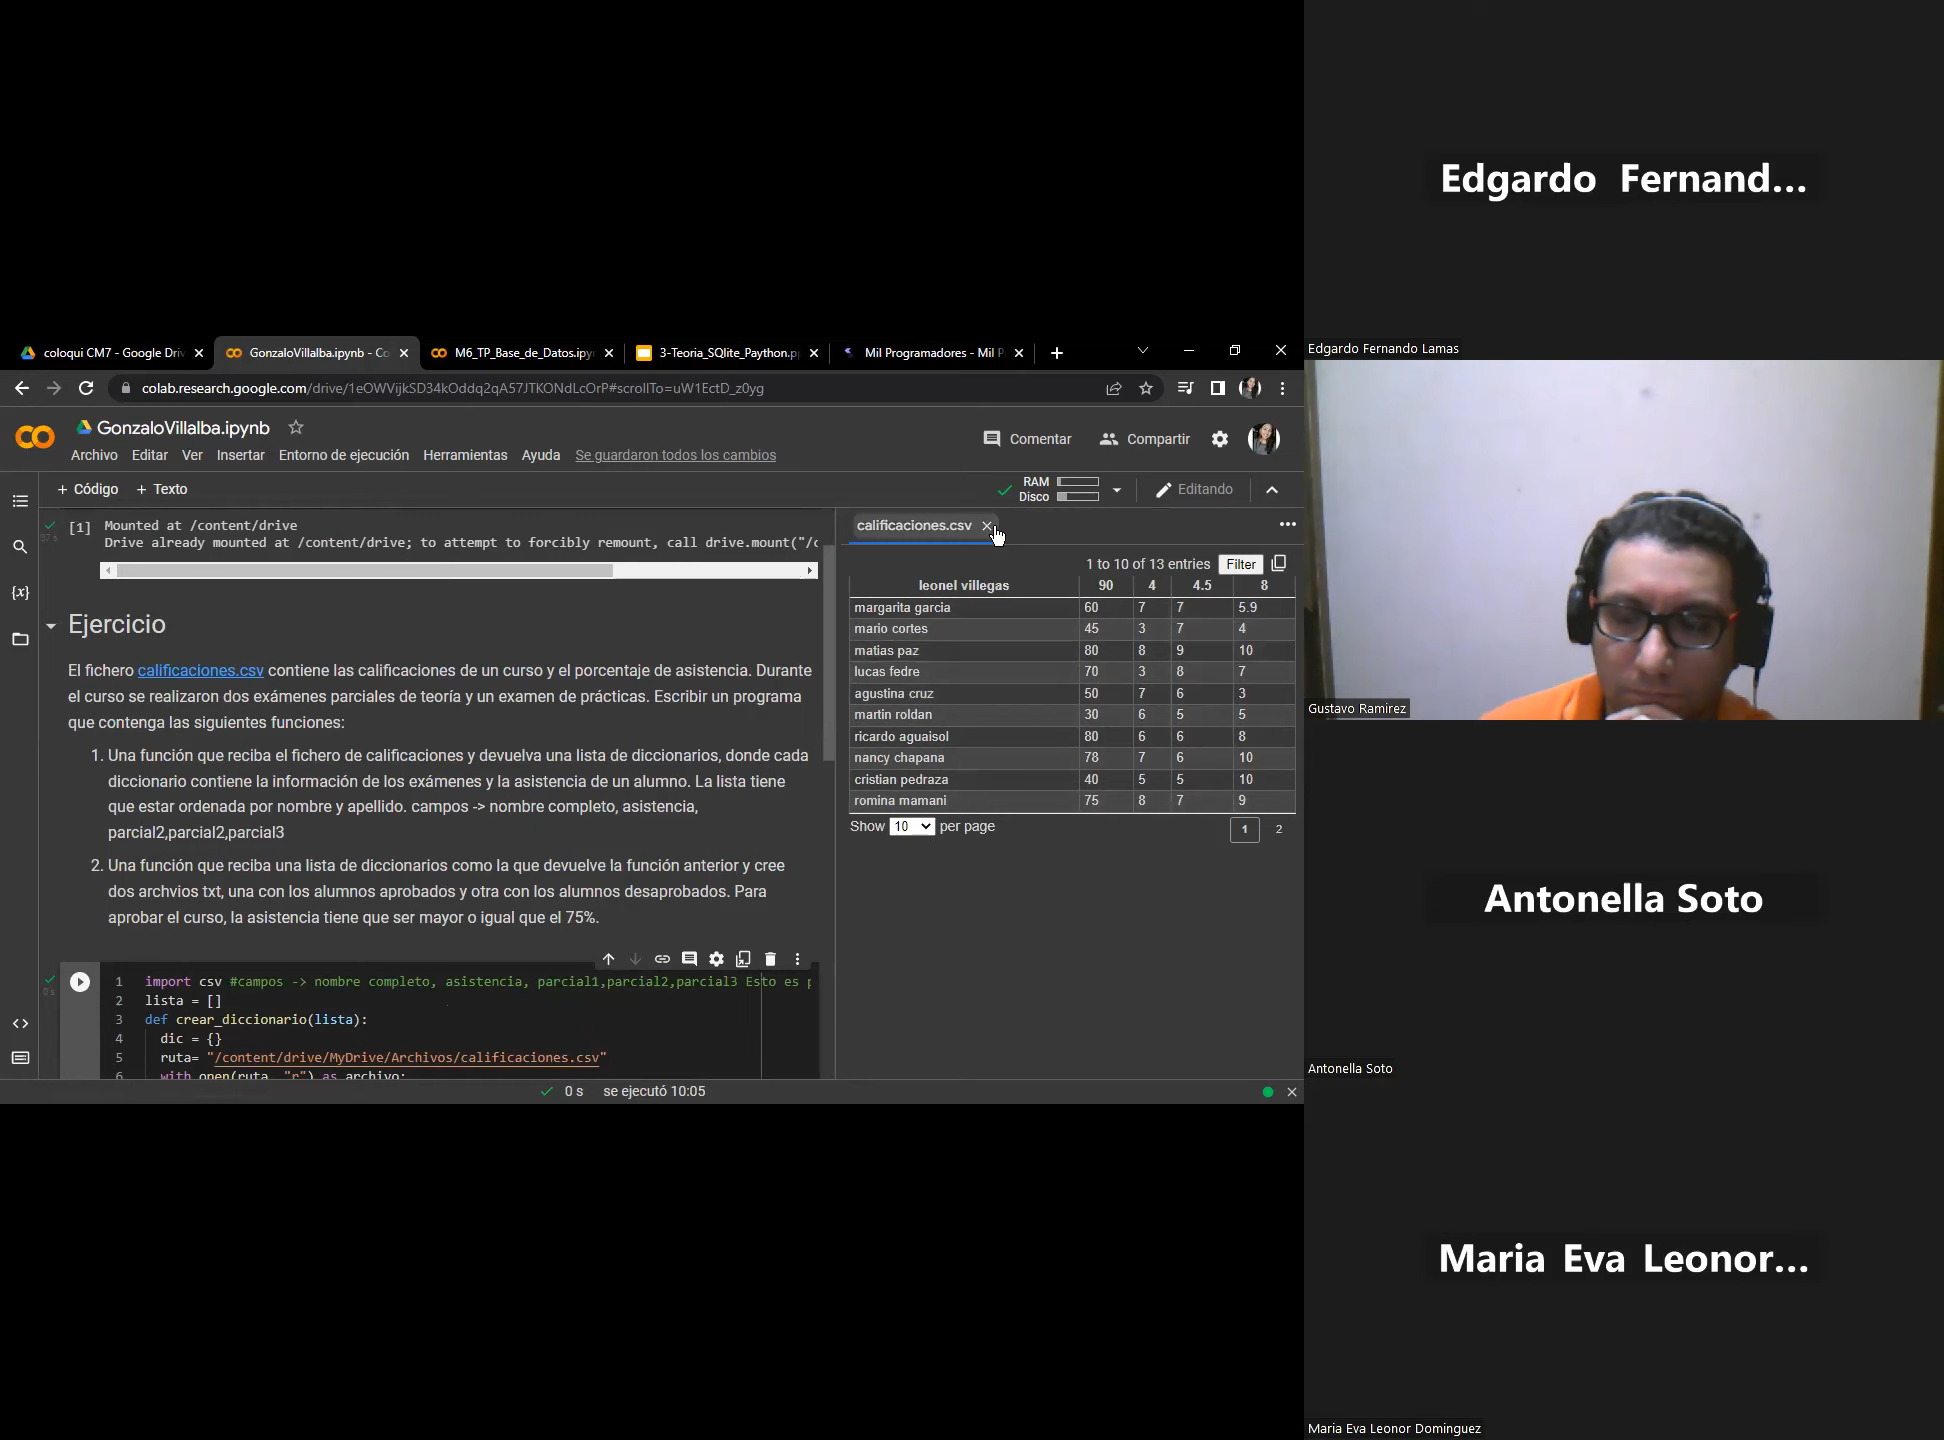 coloqui CM7 - Google Driv
GonzaloVillalba.ipynb - Co
M6_TP_Base_de_Datos.ipy
3-Teoria_SQlite_Paython.p
Mil Programadores - Mil P
colab.research.google.com/drive/1eOWVijkSD34kOddq2qA57JTKONdLcOrP#scrollTo=uW1EctD_z0yg
GonzaloVillalba.ipynb
Comentar
Compartir
Archivo Editar Ver Insertar Entorno de ejecución Herramientas Ayuda Se guardaron todos los cambios
+ Código + Texto
RAM
Disco
Editando
[1] Mounted at /content/drive
Drive already mounted at /content/drive; to attempt to forcibly remount, call drive.mount("/c
Ejercicio
El fichero calificaciones.csv contiene las calificaciones de un curso y el porcentaje de asistencia. Durante
el curso se realizaron dos exámenes parciales de teoría y un examen de prácticas. Escribir un programa
que contenga las siguientes funciones:
1. Una función que reciba el fichero de calificaciones y devuelva una lista de diccionarios, donde cada
diccionario contiene la información de los exámenes y la asistencia de un alumno. La lista tiene
que estar ordenada por nombre y apellido. campos -> nombre completo, asistencia,
parcial2,parcial2,parcial3
2. Una función que reciba una lista de diccionarios como la que devuelve la función anterior y cree
dos archvios txt, una con los alumnos aprobados y otra con los alumnos desaprobados. Para
aprobar el curso, la asistencia tiene que ser mayor o igual que el 75%.
1 import csv #campos -> nombre completo, asistencia, parcial1,parcial2,parcial3 Esto es p
2 lista = []
3 def crear_diccionario(lista):
4 dic = {}
5 ruta= "/content/drive/MyDrive/Archivos/calificaciones.csv"
6 with open(ruta, "r") as archivo:
0 s se ejecutó 10:05
calificaciones.csv
1 to 10 of 13 entries Filter
leonel villegas 90 4 4.5 8
margarita garcia 60 7 7 5.9
mario cortes 45 3 7 4
matias paz 80 8 9 10
lucas fedre 70 3 8 7
agustina cruz 50 7 6 3
martin roldan 30 6 5 5
ricardo aguaisol 80 6 6 8
nancy chapana 78 7 6 10
cristian pedraza 40 5 5 10
romina mamani 75 8 7 9
Show 10 per page
1 2
Edgardo Fernand...
Edgardo Fernando Lamas
Gustavo Ramirez
Antonella Soto
Antonella Soto
Maria Eva Leonor...
Maria Eva Leonor Dominguez